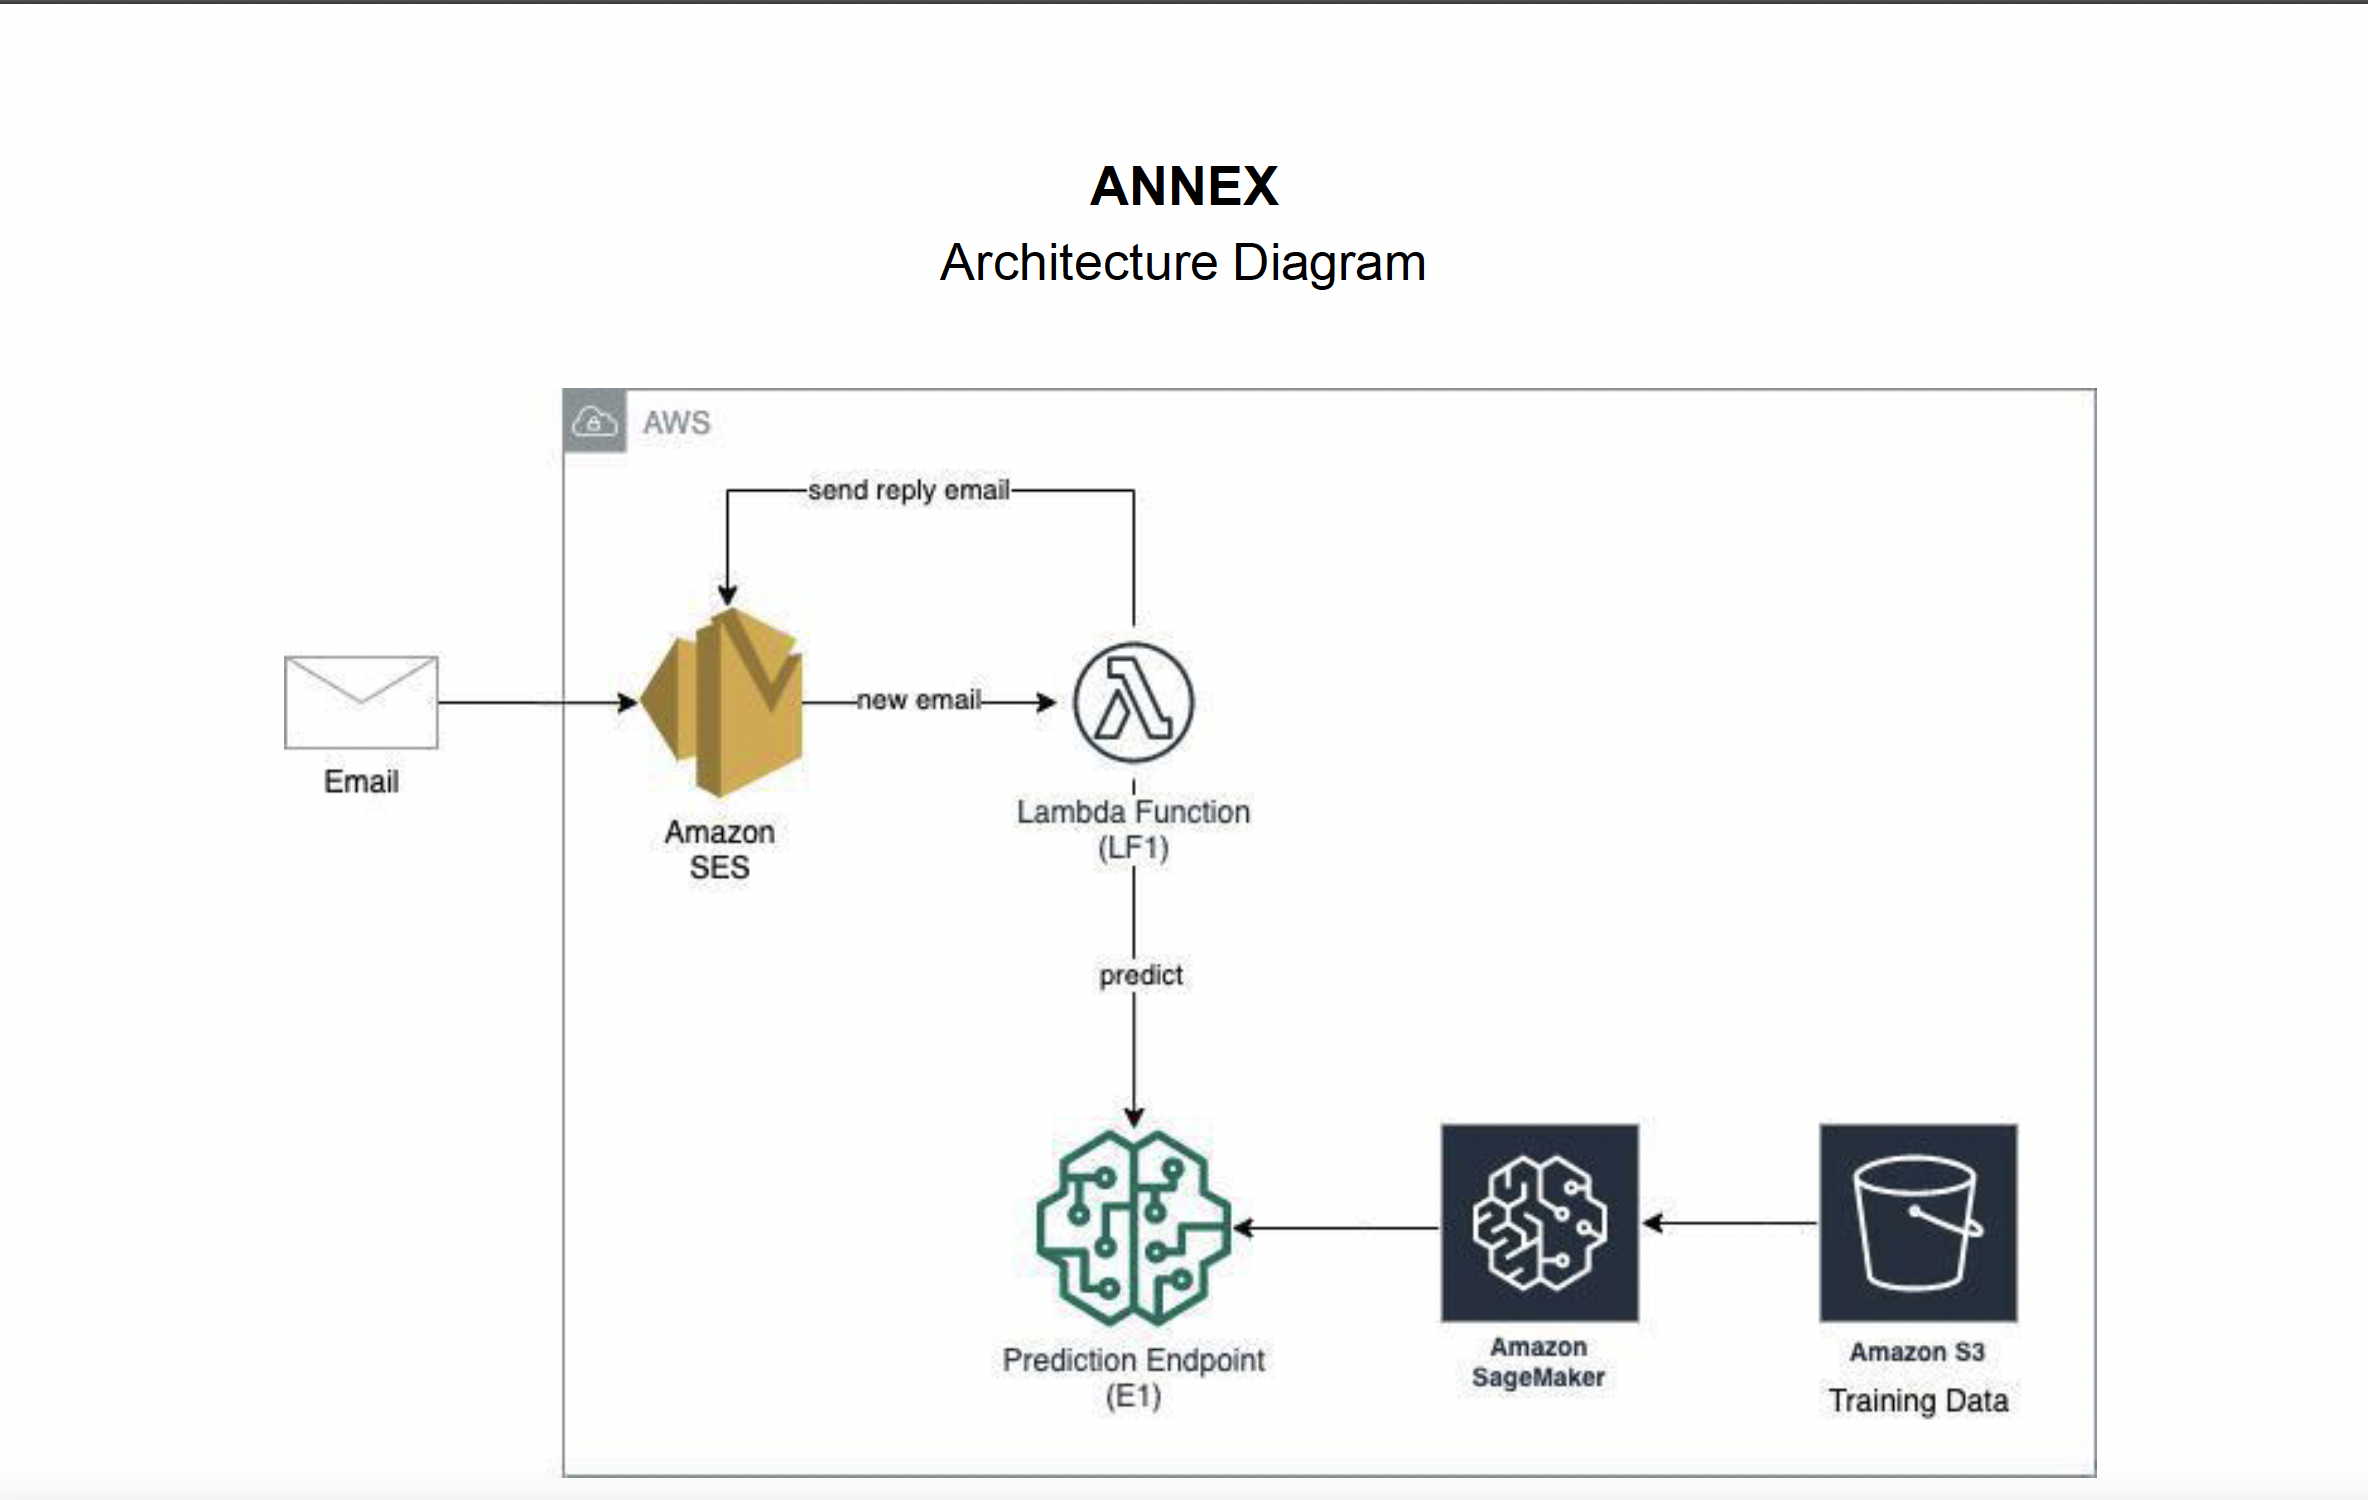 ANNEX
Architecture Diagram
AWS
send reply email
new email
Email
Amazon
SES
Lambda Function
(LF1)
predict
Prediction Endpoint
(E1)
Amazon
SageMaker
Amazon S3
Training Data